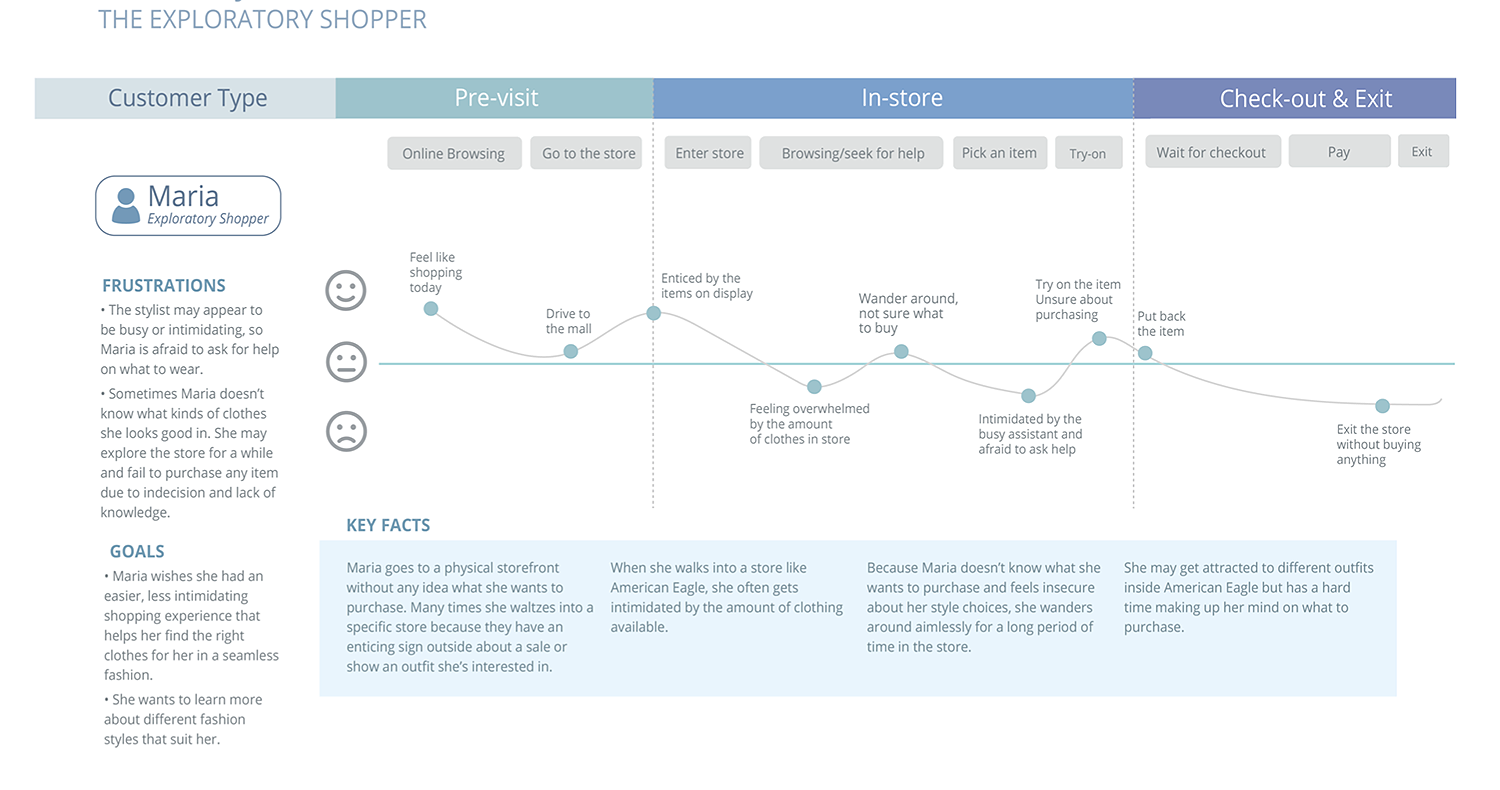 THE EXPLORATORY SHOPPER
Customer Type
Pre-visit
In-store
Check-out & Exit
Online Browsing
Go to the store
Enter store
Browsing/seek for help
Pick an item
Try-on
Wait for checkout
Pay
Exit
Maria
Exploratory Shopper
FRUSTRATIONS
• The stylist may appear to
be busy or intimidating, so
Maria is afraid to ask for help
on what to wear.
• Sometimes Maria doesn't
know what kinds of clothes
she looks good in. She may
explore the store for a while
and fail to purchase any item
due to indecision and lack of
knowledge.
GOALS
• Maria wishes she had an
easier, less intimidating
shopping experience that
helps her find the right
clothes for her in a seamless
fashion.
• She wants to learn more
about different fashion
styles that suit her.
Feel like
shopping
today
Drive to
the mall
Enticed by the
items on display
Feeling overwhelmed
by the amount
of clothes in store
Wander around,
not sure what
to buy
Intimidated by the
busy assistant and
afraid to ask help
Try on the item
Unsure about
purchasing
Put back
the item
Exit the store
without buying
anything
KEY FACTS
Maria goes to a physical storefront
without any idea what she wants to
purchase. Many times she waltzes into a
specific store because they have an
enticing sign outside about a sale or
show an outfit she's interested in.
When she walks into a store like
American Eagle, she often gets
intimidated by the amount of clothing
available.
Because Maria doesn't know what she
wants to purchase and feels insecure
about her style choices, she wanders
around aimlessly for a long period of
time in the store.
She may get attracted to different outfits
inside American Eagle but has a hard
time making up her mind on what to
purchase.